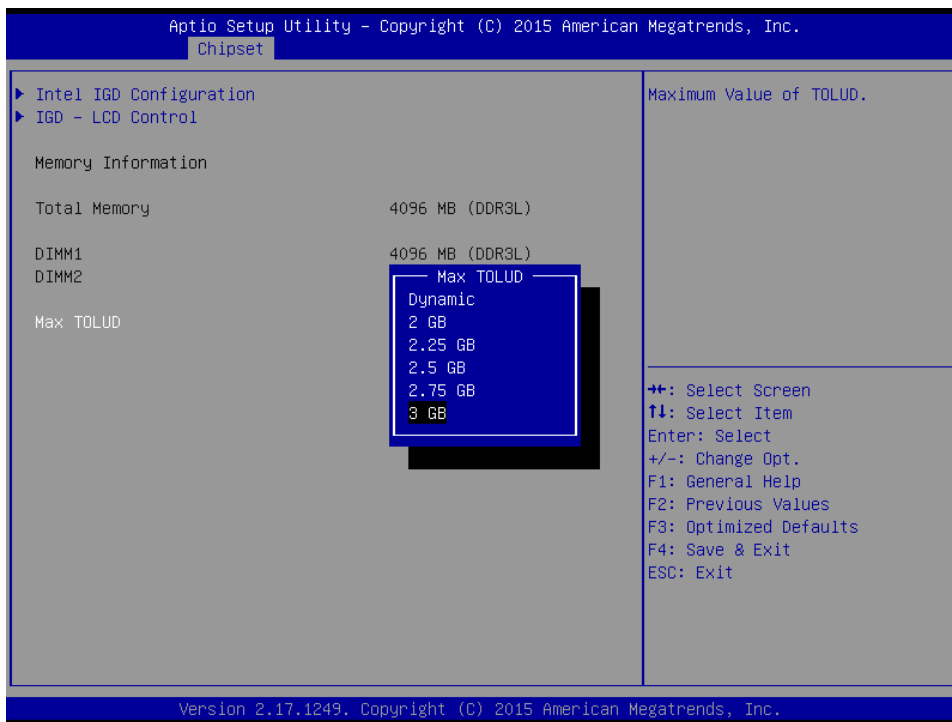 Aptio Setup Utility – Copyright (C) 2015 American Megatrends, Inc.
Chipset
Intel IGD Configuration
IGD – LCD Control
Memory Information
Total Memory 4096 MB (DDR3L)
DIMM1 4096 MB (DDR3L)
DIMM2
Max TOLUD
Max TOLUD
Dynamic
2 GB
2.25 GB
2.5 GB
2.75 GB
3 GB
Maximum Value of TOLUD.
→←: Select Screen
↑↓: Select Item
Enter: Select
+/-: Change Opt.
F1: General Help
F2: Previous Values
F3: Optimized Defaults
F4: Save & Exit
ESC: Exit
Version 2.17.1249. Copyright (C) 2015 American Megatrends, Inc.